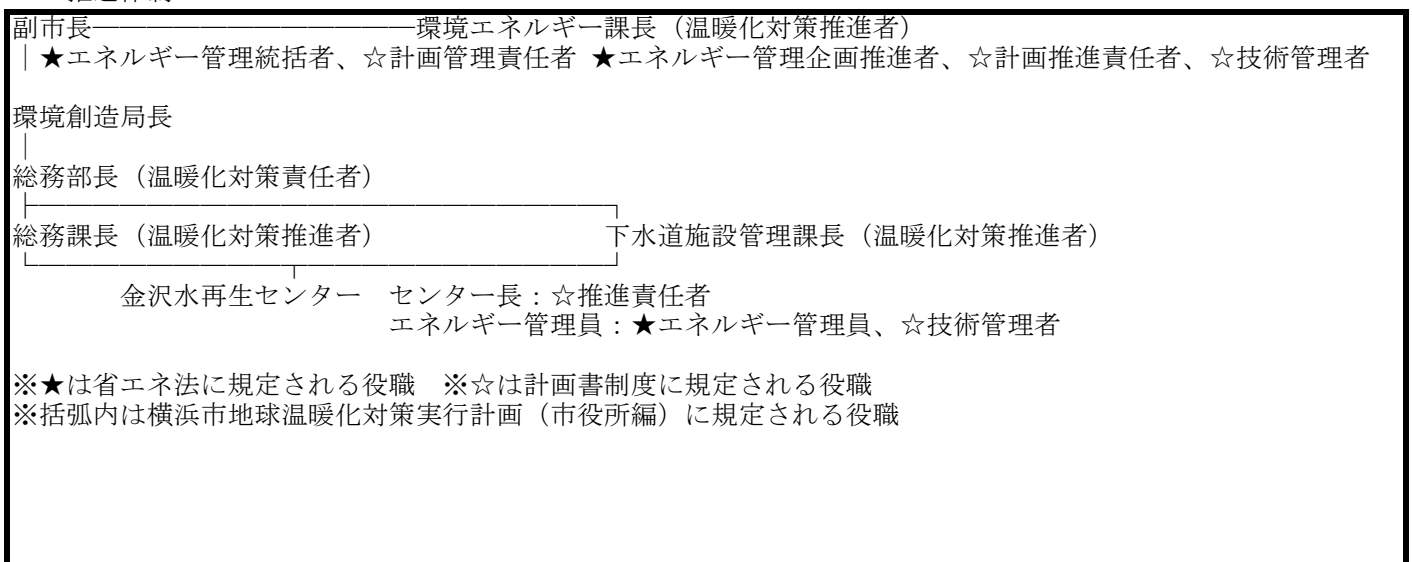 副市長――――――――――――環境エネルギー課長（温暖化対策推進者）
｜★エネルギー管理統括者、☆計画管理責任者 ★エネルギー管理企画推進者、☆計画推進責任者、☆技術管理者
環境創造局長
｜
総務部長（温暖化対策責任者）
├─────────────────────┐
総務課長（温暖化対策推進者）　　　　　　　　　下水道施設管理課長（温暖化対策推進者）
└─────────┬───────────┘
金沢水再生センター　センター長：☆推進責任者
エネルギー管理員：★エネルギー管理員、☆技術管理者
※★は省エネ法に規定される役職　※☆は計画書制度に規定される役職
※括弧内は横浜市地球温暖化対策実行計画（市役所編）に規定される役職